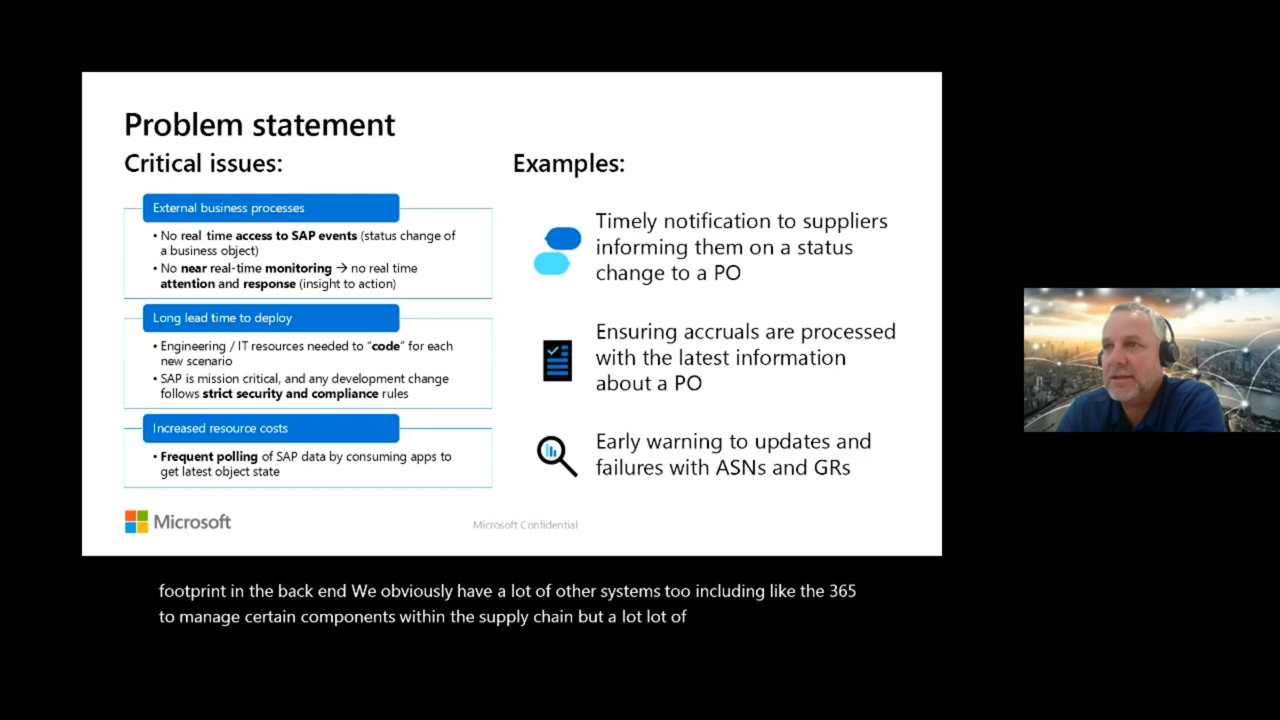 Problem statement
Critical issues:
External business processes
• No real time access to SAP events (status change of
a business object)
• No near real-time monitoring → no real time
attention and response (insight to action)
Long lead time to deploy
• Engineering / IT resources needed to "code" for each
new scenario
• SAP is mission critical, and any development change
follows strict security and compliance rules
Increased resource costs
• Frequent polling of SAP data by consuming apps to
get latest object state
Examples:
Timely notification to suppliers
informing them on a status
change to a PO
Ensuring accruals are processed
with the latest information
about a PO
Early warning to updates and
failures with ASNs and GRs
Microsoft
Microsoft Confidential
footprint in the back end We obviously have a lot of other systems too including like the 365
to manage certain components within the supply chain but a lot lot of